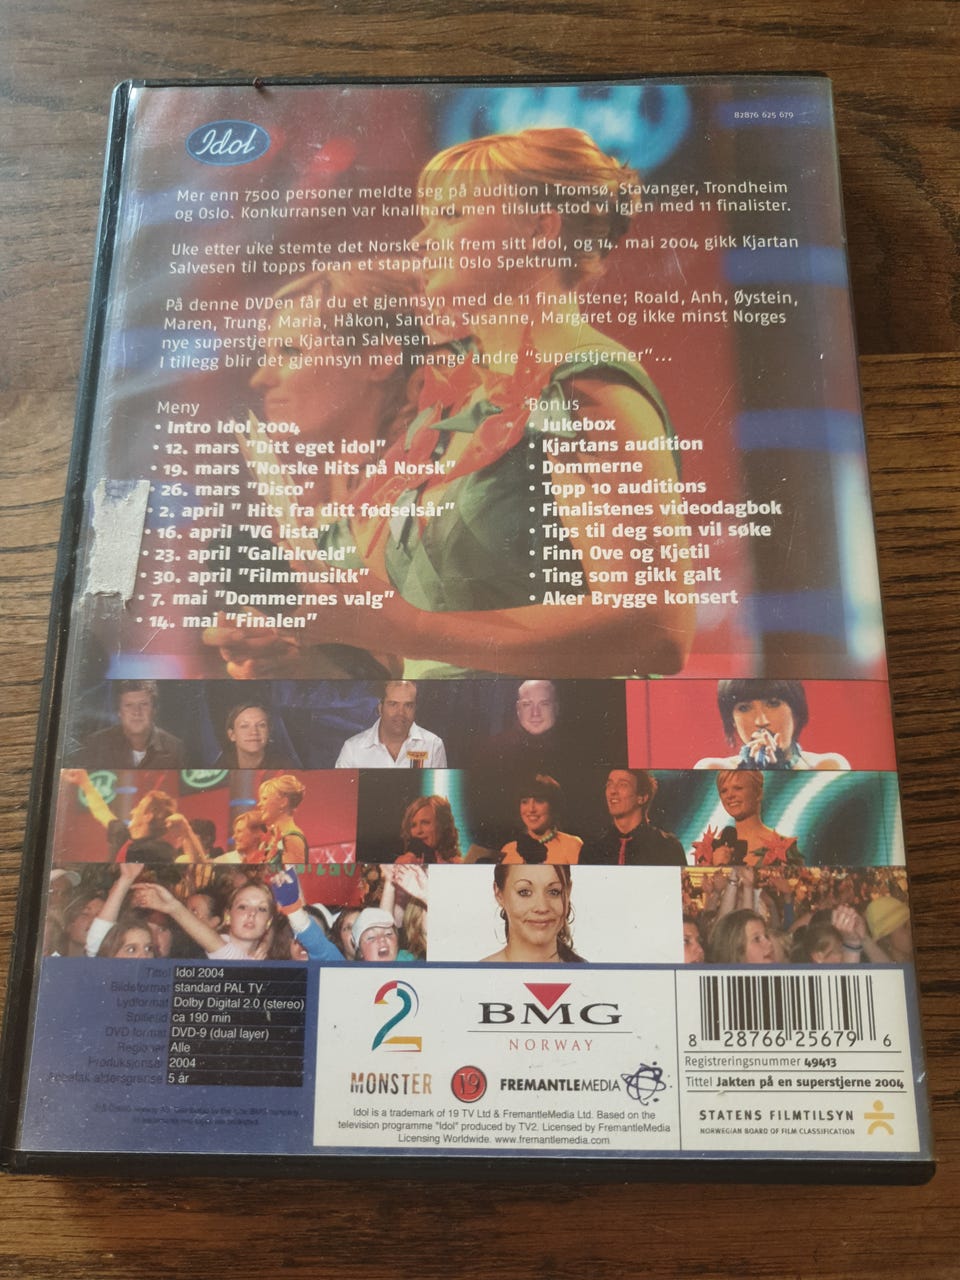 82876 625 679
Idol
Mer enn 7500 personer meldte seg på audition i Tromsø, Stavanger, Trondheim
og Oslo. Konkurransen var knallhard men tilslutt stod vi igjen med 11 finalister.
Uke etter uke stemte det Norske folk frem sitt Idol, og 14. mai 2004 gikk Kjartan
Salvesen til topps foran et stappfullt Oslo Spektrum.
På denne DVDen får du et gjensyn med de 11 finalistene; Roald, Anh, Øystein,
Maren, Trung, Maria, Håkon, Sandra, Susanne, Margaret og ikke minst Norges
nye superstjerne Kjartan Salvesen.
I tillegg blir det gjensyn med mange andre “superstjerner”...
Meny
• Intro Idol 2004
• 12. mars "Ditt eget idol"
• 19. mars "Norske Hits på Norsk"
• 26. mars "Disco"
• 2. april " Hits fra ditt fødselsår"
• 16. april "VG lista"
• 23. april "Gallakveld"
• 30. april "Filmmusikk"
• 7. mai "Dommernes valg"
• 14. mai "Finalen"
Bonus
• Jukebox
• Kjartans audition
• Dommerne
• Topp 10 auditions
• Finalistenes videodagbok
• Tips til deg som vil søke
• Finn Ove og Kjetil
• Ting som gikk galt
• Aker Brygge konsert
Idol
Tittel Idol 2004
Bildeformat standard PAL TV
Lydformat Dolby Digital 2.0 (stereo)
Spilletid ca 190 min
DVD format DVD-9 (dual layer)
Regioner Alle
Produksjonsår 2004
aldersgrense 5 år
2
BMG
NORWAY
MONSTER
19
FREMANTLEMEDIA
Idol is a trademark of 19 TV Ltd & FremantleMedia Ltd. Based on the
television programme "Idol" produced by TV2. Licensed by FremantleMedia
Licensing Worldwide. www.fremantlemedia.com
8 28766 25679 6
Registreringsnummer 49413
Tittel Jakten på en superstjerne 2004
STATENS FILMTILSYN
NORWEGIAN BOARD OF FILM CLASSIFICATION